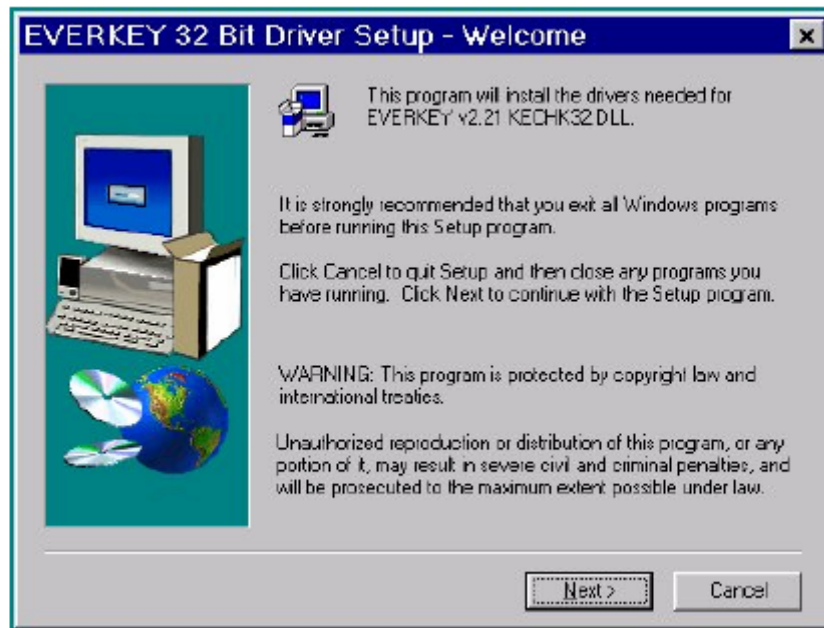 EVERKEY 32 Bit Driver Setup - Welcome
This program will install the drivers needed for
EVERKEY v2.21 KECHK32.DLL.
It is strongly recommended that you exit all Windows programs
before running this Setup program.
Click Cancel to quit Setup and then close any programs you
have running. Click Next to continue with the Setup program.
WARNING: This program is protected by copyright law and
international treaties.
Unauthorized reproduction or distribution of this program, or any
portion of it, may result in severe civil and criminal penalties, and
will be prosecuted to the maximum extent possible under law.
Next >
Cancel